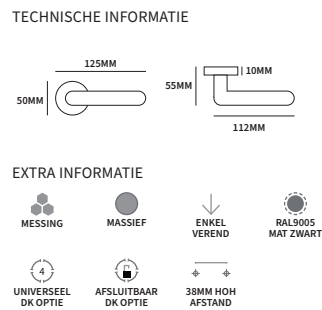 TECHNISCHE INFORMATIE
125MM
50MM
10MM
55MM
112MM
EXTRA INFORMATIE
MESSING
MASSIEF
ENKEL
VEREND
RAL9005
MAT ZWART
4
UNIVERSEEL
DK OPTIE
AFSLUITBAAR
DK OPTIE
38MM HOH
AFSTAND